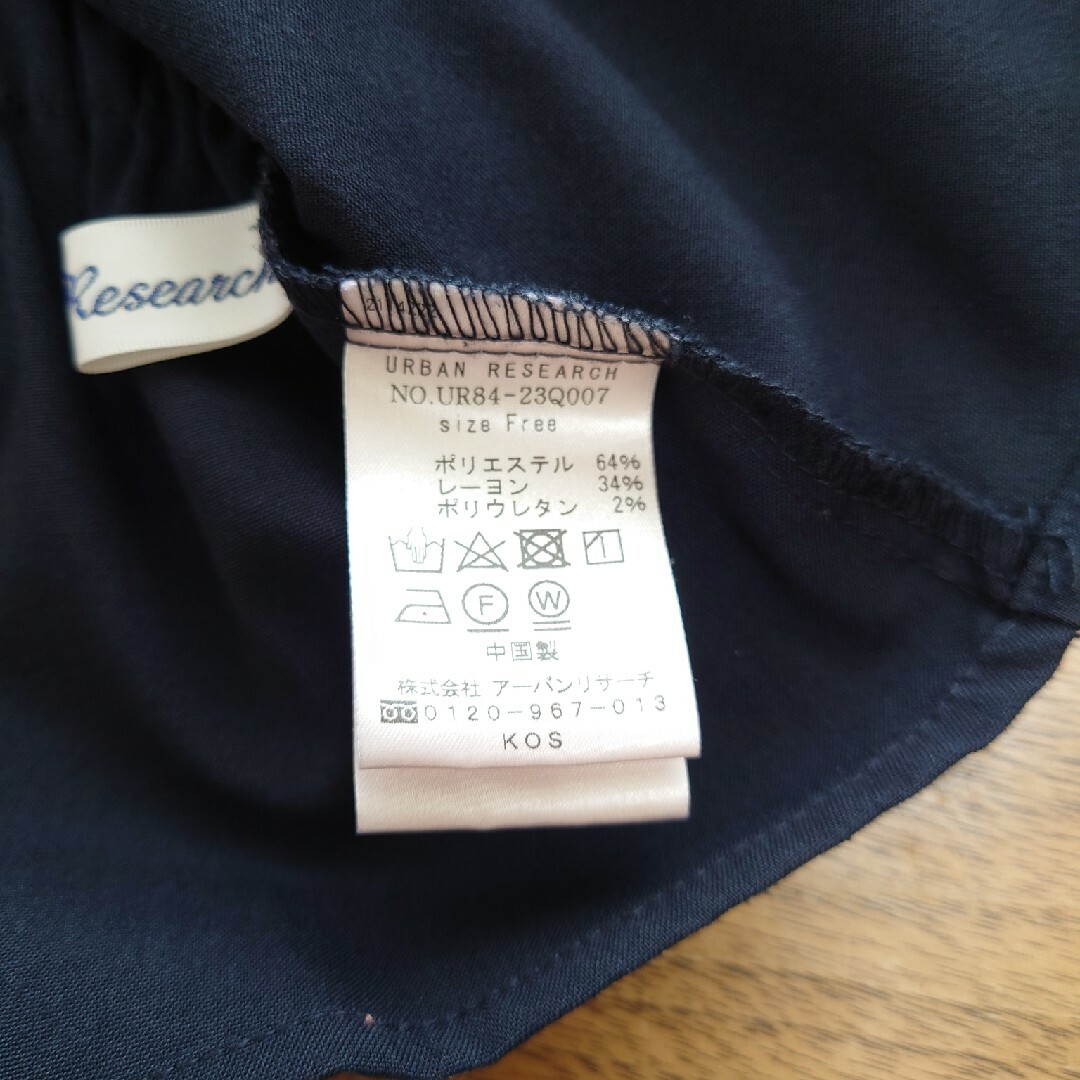 Research
URBAN RESEARCH
NO.UR84-23Q007
size Free
ポリエステル 64%
レーヨン 34%
ポリウレタン 2%
F W
中国製
株式会社 アーバンリサーチ
0120-967-013
KOS